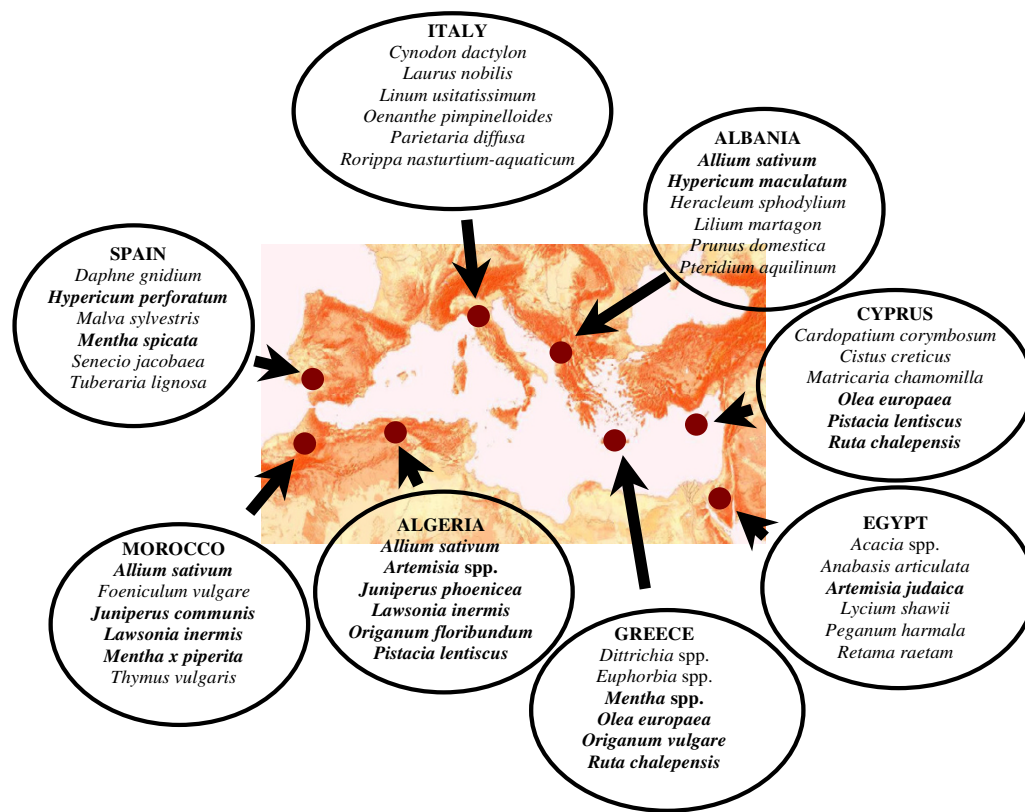 ITALY
Cynodon dactylon
Laurus nobilis
Linum usitatissimum
Oenanthe pimpinelloides
Parietaria diffusa
Rorippa nasturtium-aquaticum
ALBANIA
Allium sativum
Hypericum maculatum
Heracleum sphodylium
Lilium martagon
Prunus domestica
Pteridium aquilinum
SPAIN
Daphne gnidium
Hypericum perforatum
Malva sylvestris
Mentha spicata
Senecio jacobaea
Tuberaria lignosa
CYPRUS
Cardopatium corymbosum
Cistus creticus
Matricaria chamomilla
Olea europaea
Pistacia lentiscus
Ruta chalepensis
MOROCCO
Allium sativum
Foeniculum vulgare
Juniperus communis
Lawsonia inermis
Mentha x piperita
Thymus vulgaris
ALGERIA
Allium sativum
Artemisia spp.
Juniperus phoenicea
Lawsonia inermis
Origanum floribundum
Pistacia lentiscus
GREECE
Dittrichia spp.
Euphorbia spp.
Mentha spp.
Olea europaea
Origanum vulgare
Ruta chalepensis
EGYPT
Acacia spp.
Anabasis articulata
Artemisia judaica
Lycium shawii
Peganum harmala
Retama raetam